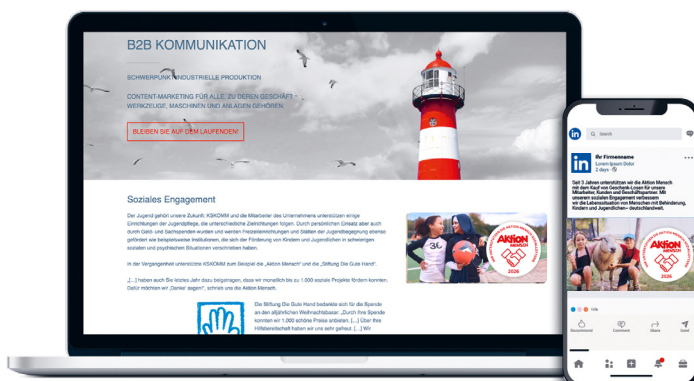 B2B KOMMUNIKATION
SCHWERPUNKT INDUSTRIELLE PRODUKTION
CONTENT-MARKETING FÜR ALLE, ZU DEREN GESCHÄFT
WERKZEUGE, MASCHINEN UND ANLAGEN GEHÖREN.
BLEIBEN SIE AUF DEM LAUFENDEN!
Soziales Engagement
Der Jugend gehört unsere Zukunft: KSKOMM und die Mitarbeiter des Unternehmens unterstützen einige
Einrichtungen der Jugendpflege, die unterschiedliche Zielrichtungen folgen. Durch persönlichen Einsatz aber auch
durch Geld- und Sachspenden wurden und werden Freizeiteinrichtungen und Stätten der Jugendbegegnung ebenso
gefördert wie beispielsweise Institutionen, die sich der Förderung von Kindern und Jugendlichen in schwierigen
sozialen und psychischen Situationen verschrieben haben.
In der Vergangenheit unterstützte KSKOMM zum Beispiel die „Aktion Mensch" und die „Stiftung Die Gute Hand".
„[...] haben auch Sie letztes Jahr dazu beigetragen, dass wir monatlich bis zu 1.000 soziale Projekte fördern konnten.
Dafür möchten wir ‚Danke' sagen!", schrieb uns die Aktion Mensch.
Die Stiftung Die Gute Hand bedankte sich für die Spende
an den alljährlichen Weihnachtsbasar: „Durch Ihre Spende
konnten wir 1.000 schöne Preise anbieten. [...] Über Ihre
Hilfsbereitschaft haben wir uns sehr gefreut. [...] Wir
AKTION
MENSCH
2026
in
Search
in
Ihr Firmenname
Lorem Ipsum Dolor
2 days
Seit 3 Jahren unterstützen wir die Aktion Mensch
mit dem Kauf von Geschenk-Losen für unsere
Mitarbeiter, Kunden und Geschäftspartner. Mit
unserem sozialen Engagement verbessern
wir die Lebenssituation von Menschen mit Behinderung,
Kindern und Jugendlichen– deutschlandweit.
AKTION
MENSCH
2026
Comment
Share
Send